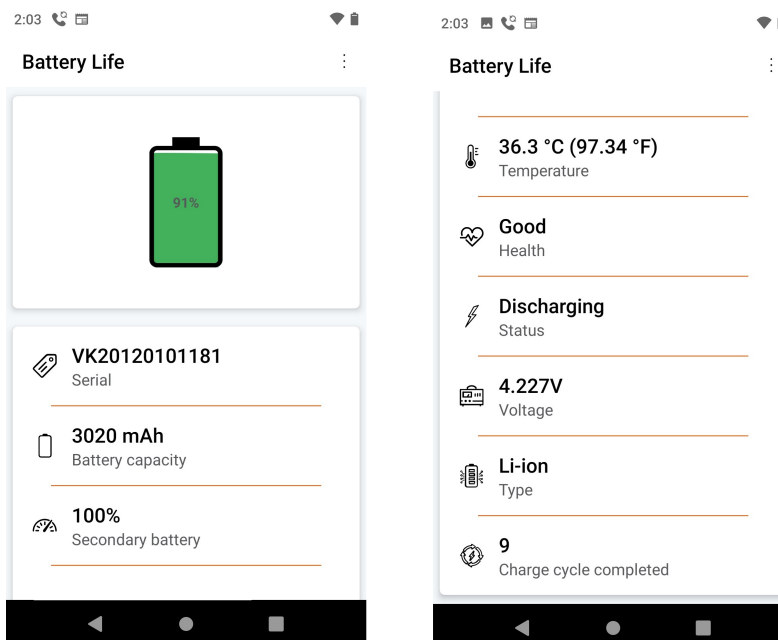 2:03
Battery Life
91%
VK20120101181
Serial
3020 mAh
Battery capacity
100%
Secondary battery
2:03
Battery Life
36.3 °C (97.34 °F)
Temperature
Good
Health
Discharging
Status
4.227V
Voltage
Li-ion
Type
9
Charge cycle completed